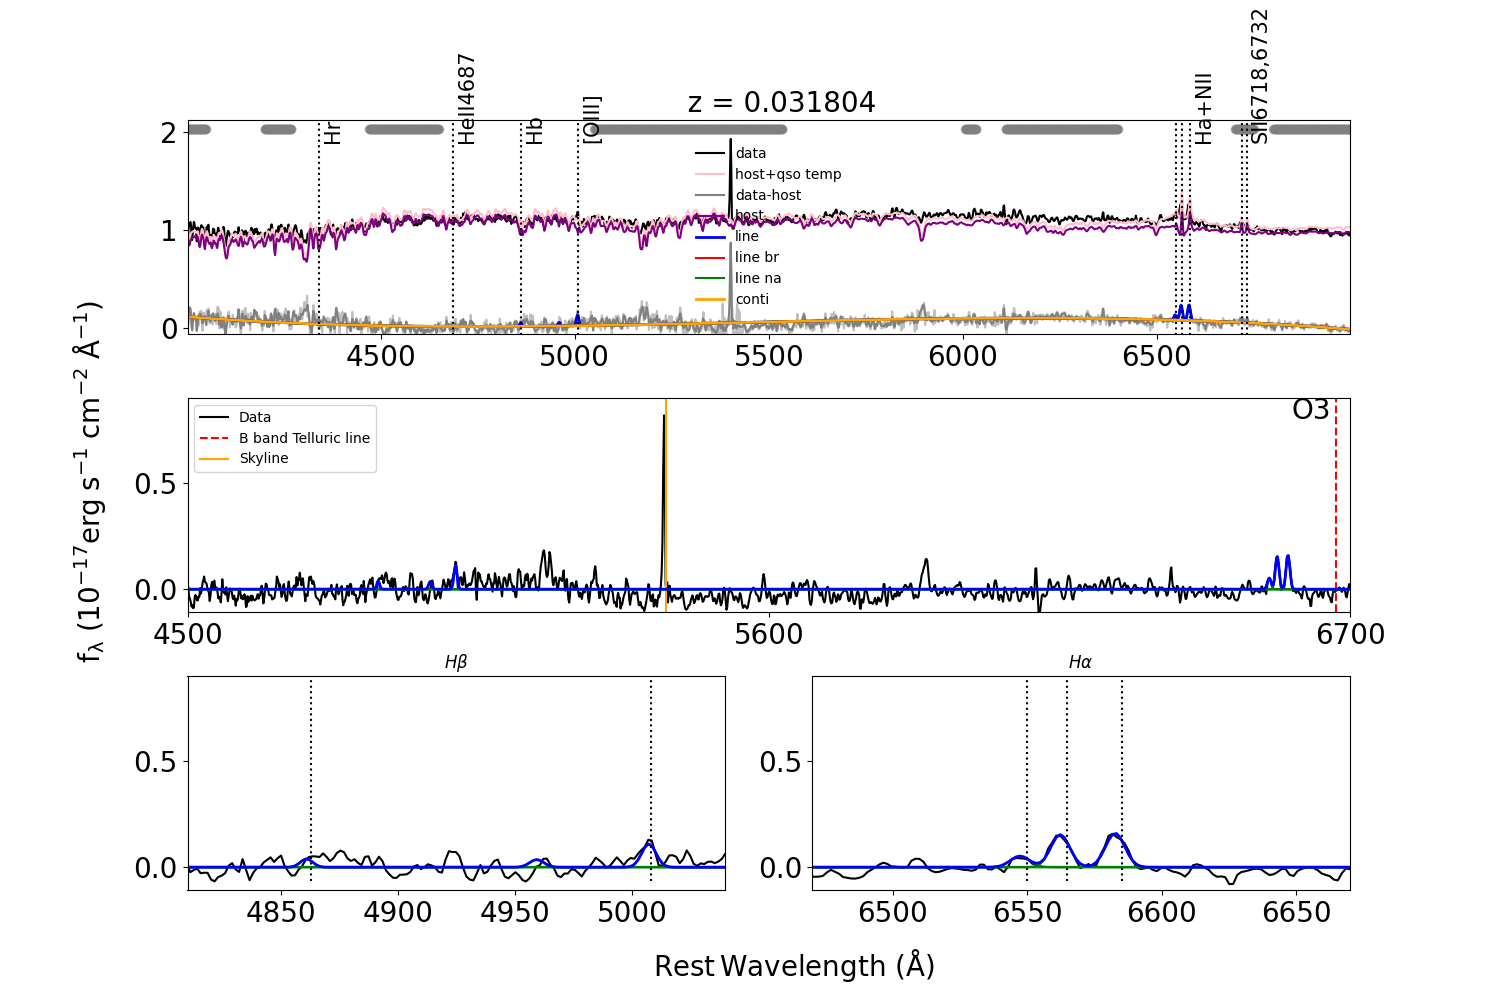 z = 0.031804
Hr
HeII4687
Hb
[OIII]
Ha+NII
SII6718,6732
data
host+qso temp
data-host
host
line
line br
line na
conti
2
1
0
4500 5000 5500 6000 6500
Data
B band Telluric line
Skyline
O3
0.5
0.0
4500 5600 6700
fλ (10⁻¹⁷erg s⁻¹ cm⁻² Å⁻¹)
Hβ
0.5
0.0
4850 4900 4950 5000
Hα
0.5
0.0
6500 6550 6600 6650
Rest Wavelength (Å)